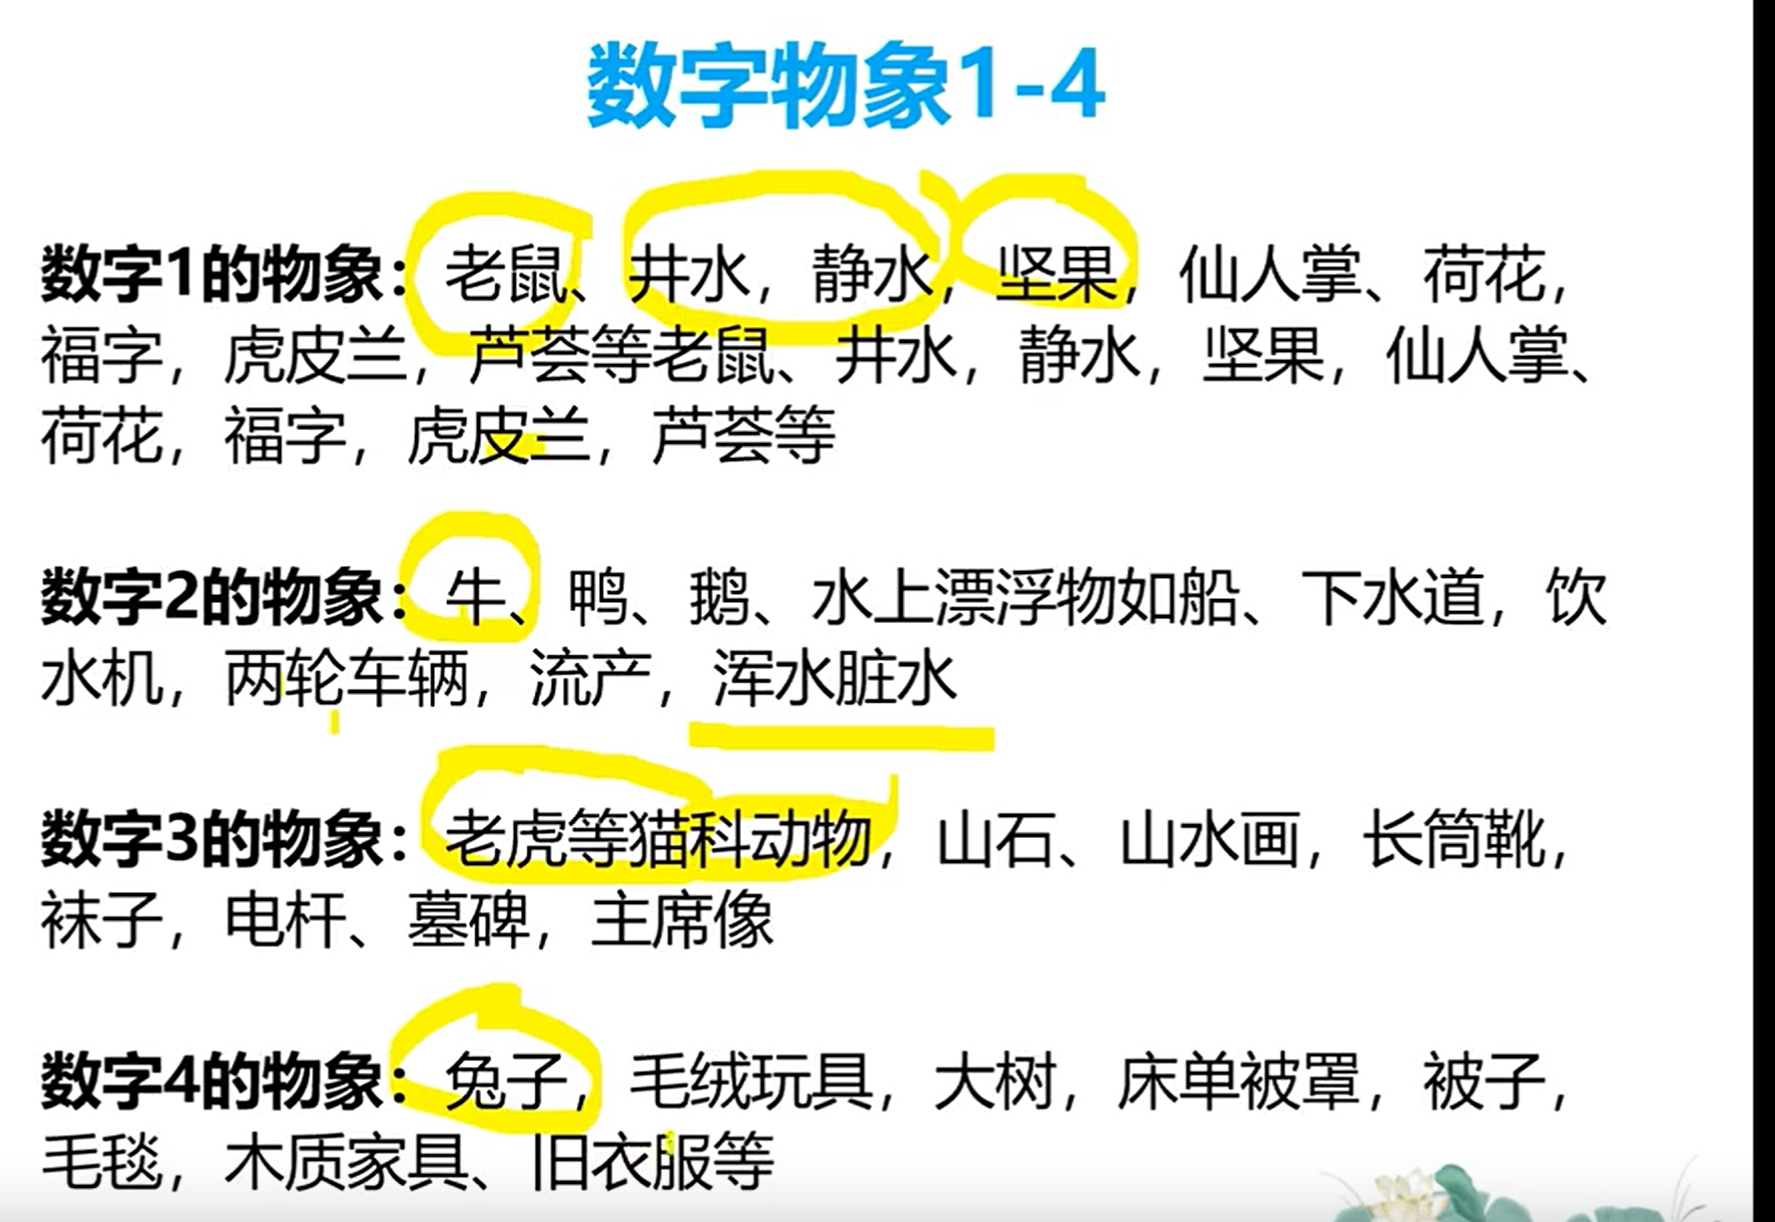 数字物象1-4
数字1的物象：老鼠、井水，静水，坚果，仙人掌、荷花，
福字，虎皮兰，芦荟等老鼠、井水，静水，坚果，仙人掌、
荷花，福字，虎皮兰，芦荟等
数字2的物象：牛、鸭、鹅、水上漂浮物如船、下水道，饮
水机，两轮车辆，流产，浑水脏水
数字3的物象：老虎等猫科动物，山石、山水画，长筒靴，
袜子，电杆、墓碑，主席像
数字4的物象：兔子，毛绒玩具，大树，床单被罩，被子，
毛毯，木质家具、旧衣服等